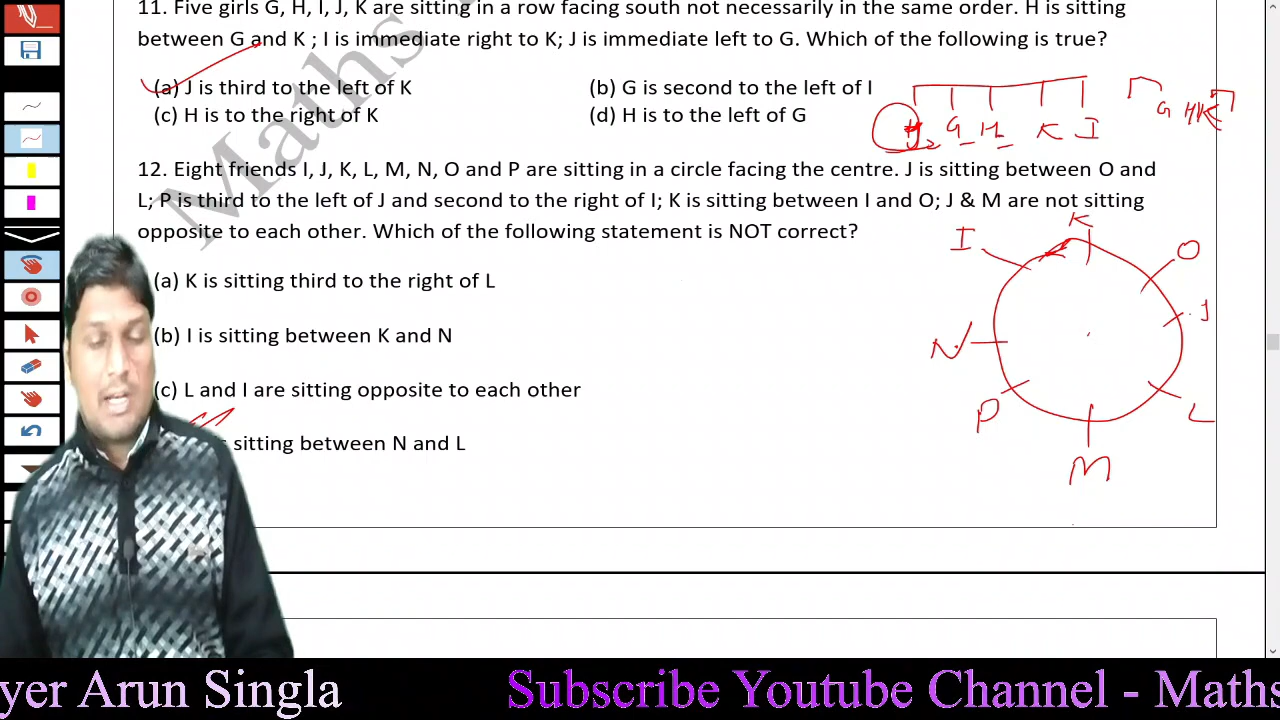 11. Five girls G, H, I, J, K are sitting in a row facing south not necessarily in the same order. H is sitting
between G and K ; I is immediate right to K; J is immediate left to G. Which of the following is true?
(a) J is third to the left of K
(b) G is second to the left of I
(c) H is to the right of K
(d) H is to the left of G
G H K I
G HK
12. Eight friends I, J, K, L, M, N, O and P are sitting in a circle facing the centre. J is sitting between O and
L; P is third to the left of J and second to the right of I; K is sitting between I and O; J & M are not sitting
opposite to each other. Which of the following statement is NOT correct?
K
I
O
J
N
P
L
M
(a) K is sitting third to the right of L
(b) I is sitting between K and N
(c) L and I are sitting opposite to each other
sitting between N and L
Maths
yer Arun Singla
Subscribe Youtube Channel - Maths